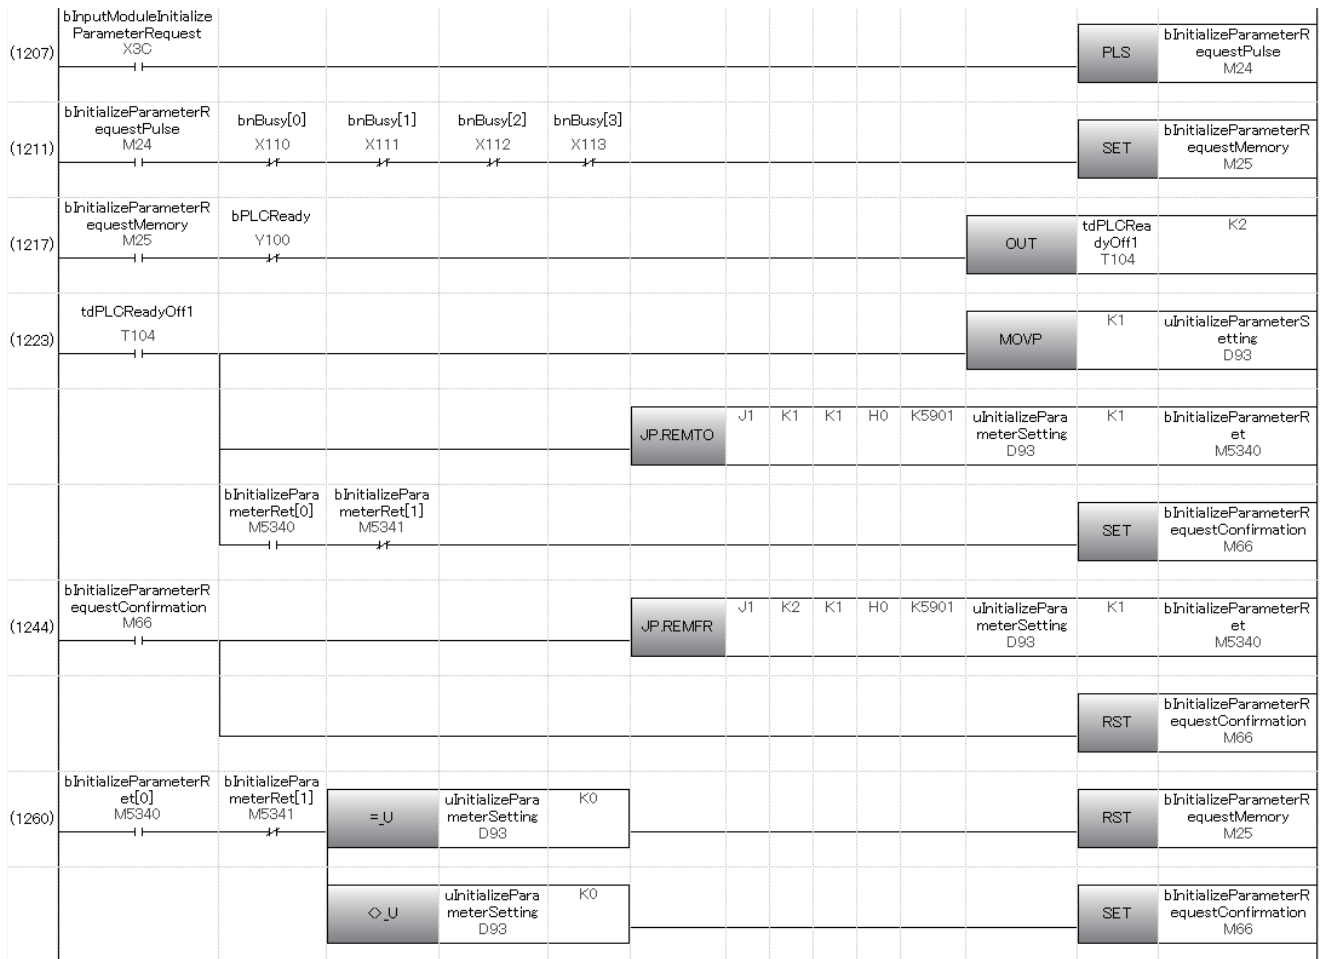 bInputModuleInitialize
ParameterRequest
X3C
(1207)
PLS
bInitializeParameterR
equestPulse
M24
bInitializeParameterR
equestPulse
M24
bnBusy[0]
X110
bnBusy[1]
X111
bnBusy[2]
X112
bnBusy[3]
X113
(1211)
SET
bInitializeParameterR
equestMemory
M25
bInitializeParameterR
equestMemory
M25
bPLCReady
Y100
(1217)
OUT
tdPLCRea
dyOff1
T104
K2
tdPLCReadyOff1
T104
(1223)
MOVP
K1
uInitializeParameterS
etting
D93
JP.REMTO
J1
K1
K1
H0
K5901
uInitializePara
meterSetting
D93
K1
bInitializeParameterR
et
M5340
bInitializePara
meterRet[0]
M5340
bInitializePara
meterRet[1]
M5341
SET
bInitializeParameterR
equestConfirmation
M66
bInitializeParameterR
equestConfirmation
M66
(1244)
JP.REMFR
J1
K2
K1
H0
K5901
uInitializePara
meterSetting
D93
K1
bInitializeParameterR
et
M5340
RST
bInitializeParameterR
equestConfirmation
M66
bInitializeParameterR
et[0]
M5340
bInitializePara
meterRet[1]
M5341
(1260)
=_U
uInitializePara
meterSetting
D93
K0
RST
bInitializeParameterR
equestMemory
M25
<>_U
uInitializePara
meterSetting
D93
K0
SET
bInitializeParameterR
equestConfirmation
M66